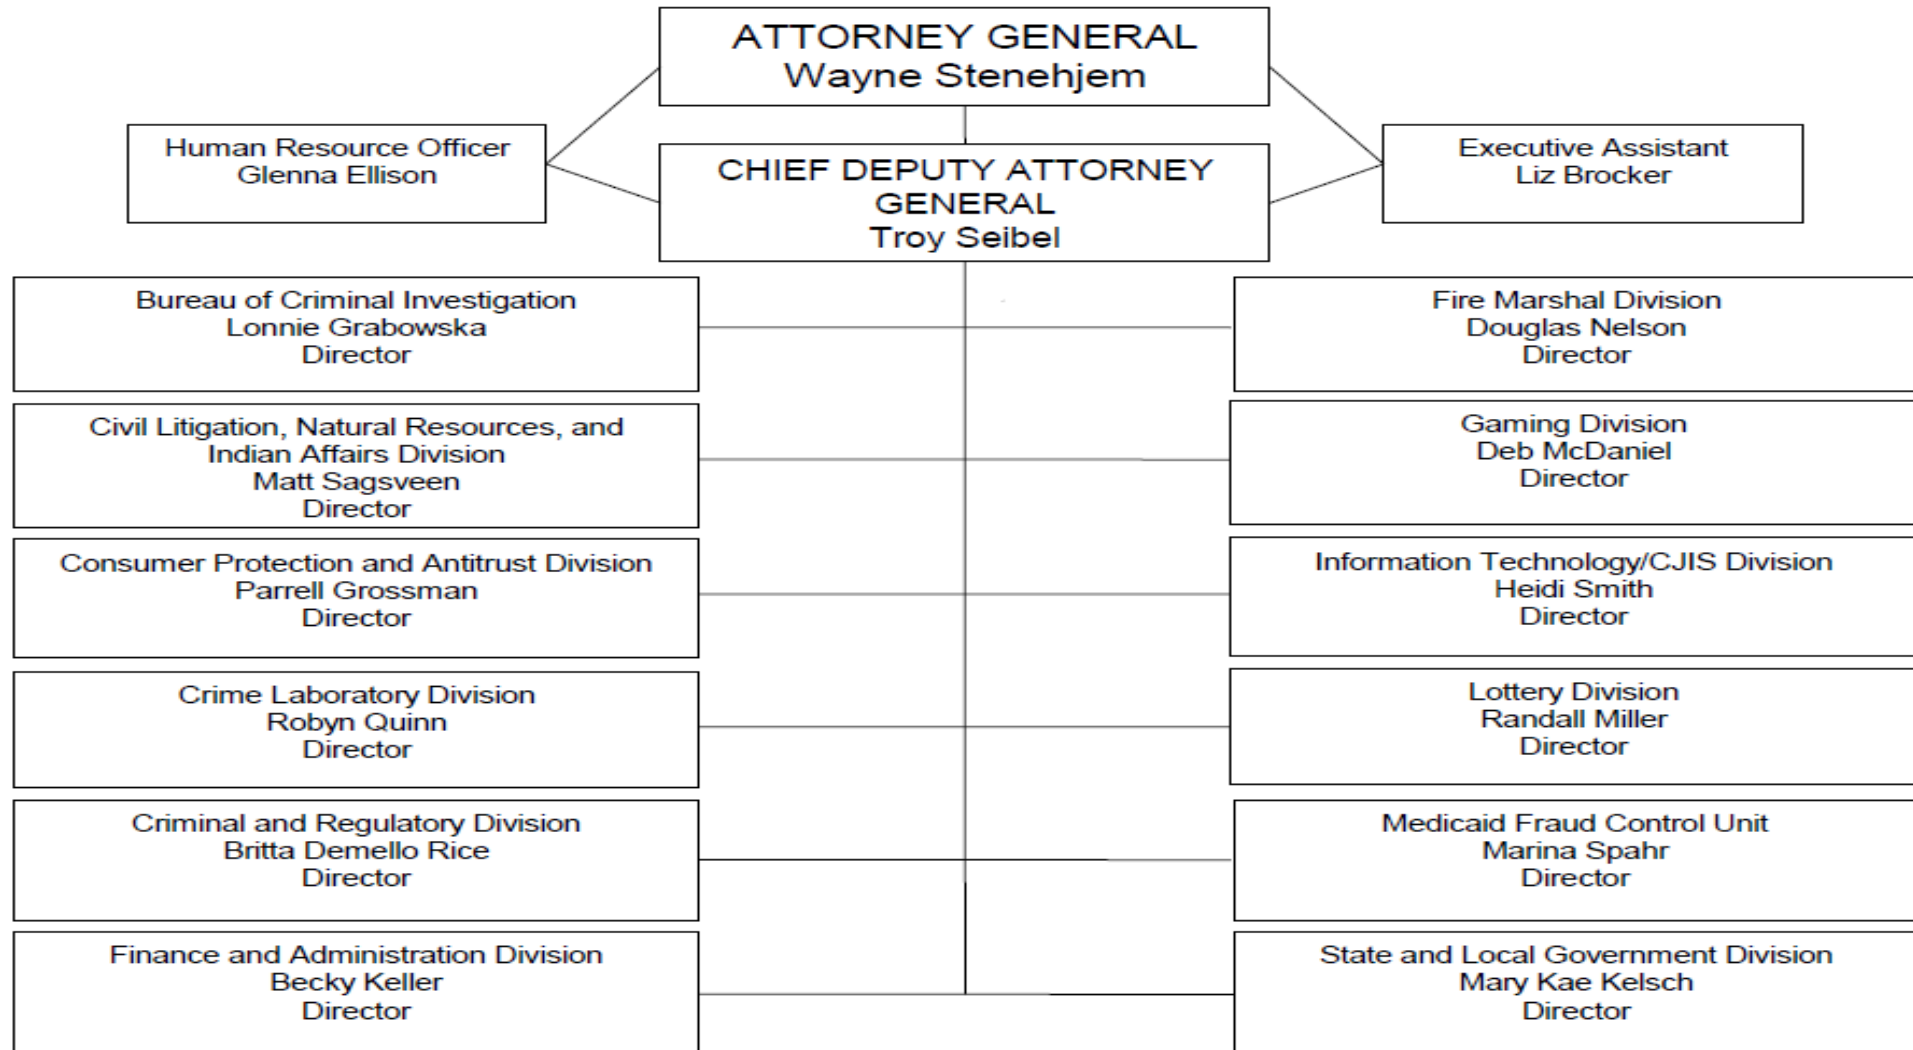 ATTORNEY GENERAL
Wayne Stenehjem
Human Resource Officer
Glenna Ellison
CHIEF DEPUTY ATTORNEY
GENERAL
Troy Seibel
Executive Assistant
Liz Brocker
Bureau of Criminal Investigation
Lonnie Grabowska
Director
Fire Marshal Division
Douglas Nelson
Director
Civil Litigation, Natural Resources, and
Indian Affairs Division
Matt Sagsveen
Director
Gaming Division
Deb McDaniel
Director
Consumer Protection and Antitrust Division
Parrell Grossman
Director
Information Technology/CJIS Division
Heidi Smith
Director
Crime Laboratory Division
Robyn Quinn
Director
Lottery Division
Randall Miller
Director
Criminal and Regulatory Division
Britta Demello Rice
Director
Medicaid Fraud Control Unit
Marina Spahr
Director
Finance and Administration Division
Becky Keller
Director
State and Local Government Division
Mary Kae Kelsch
Director